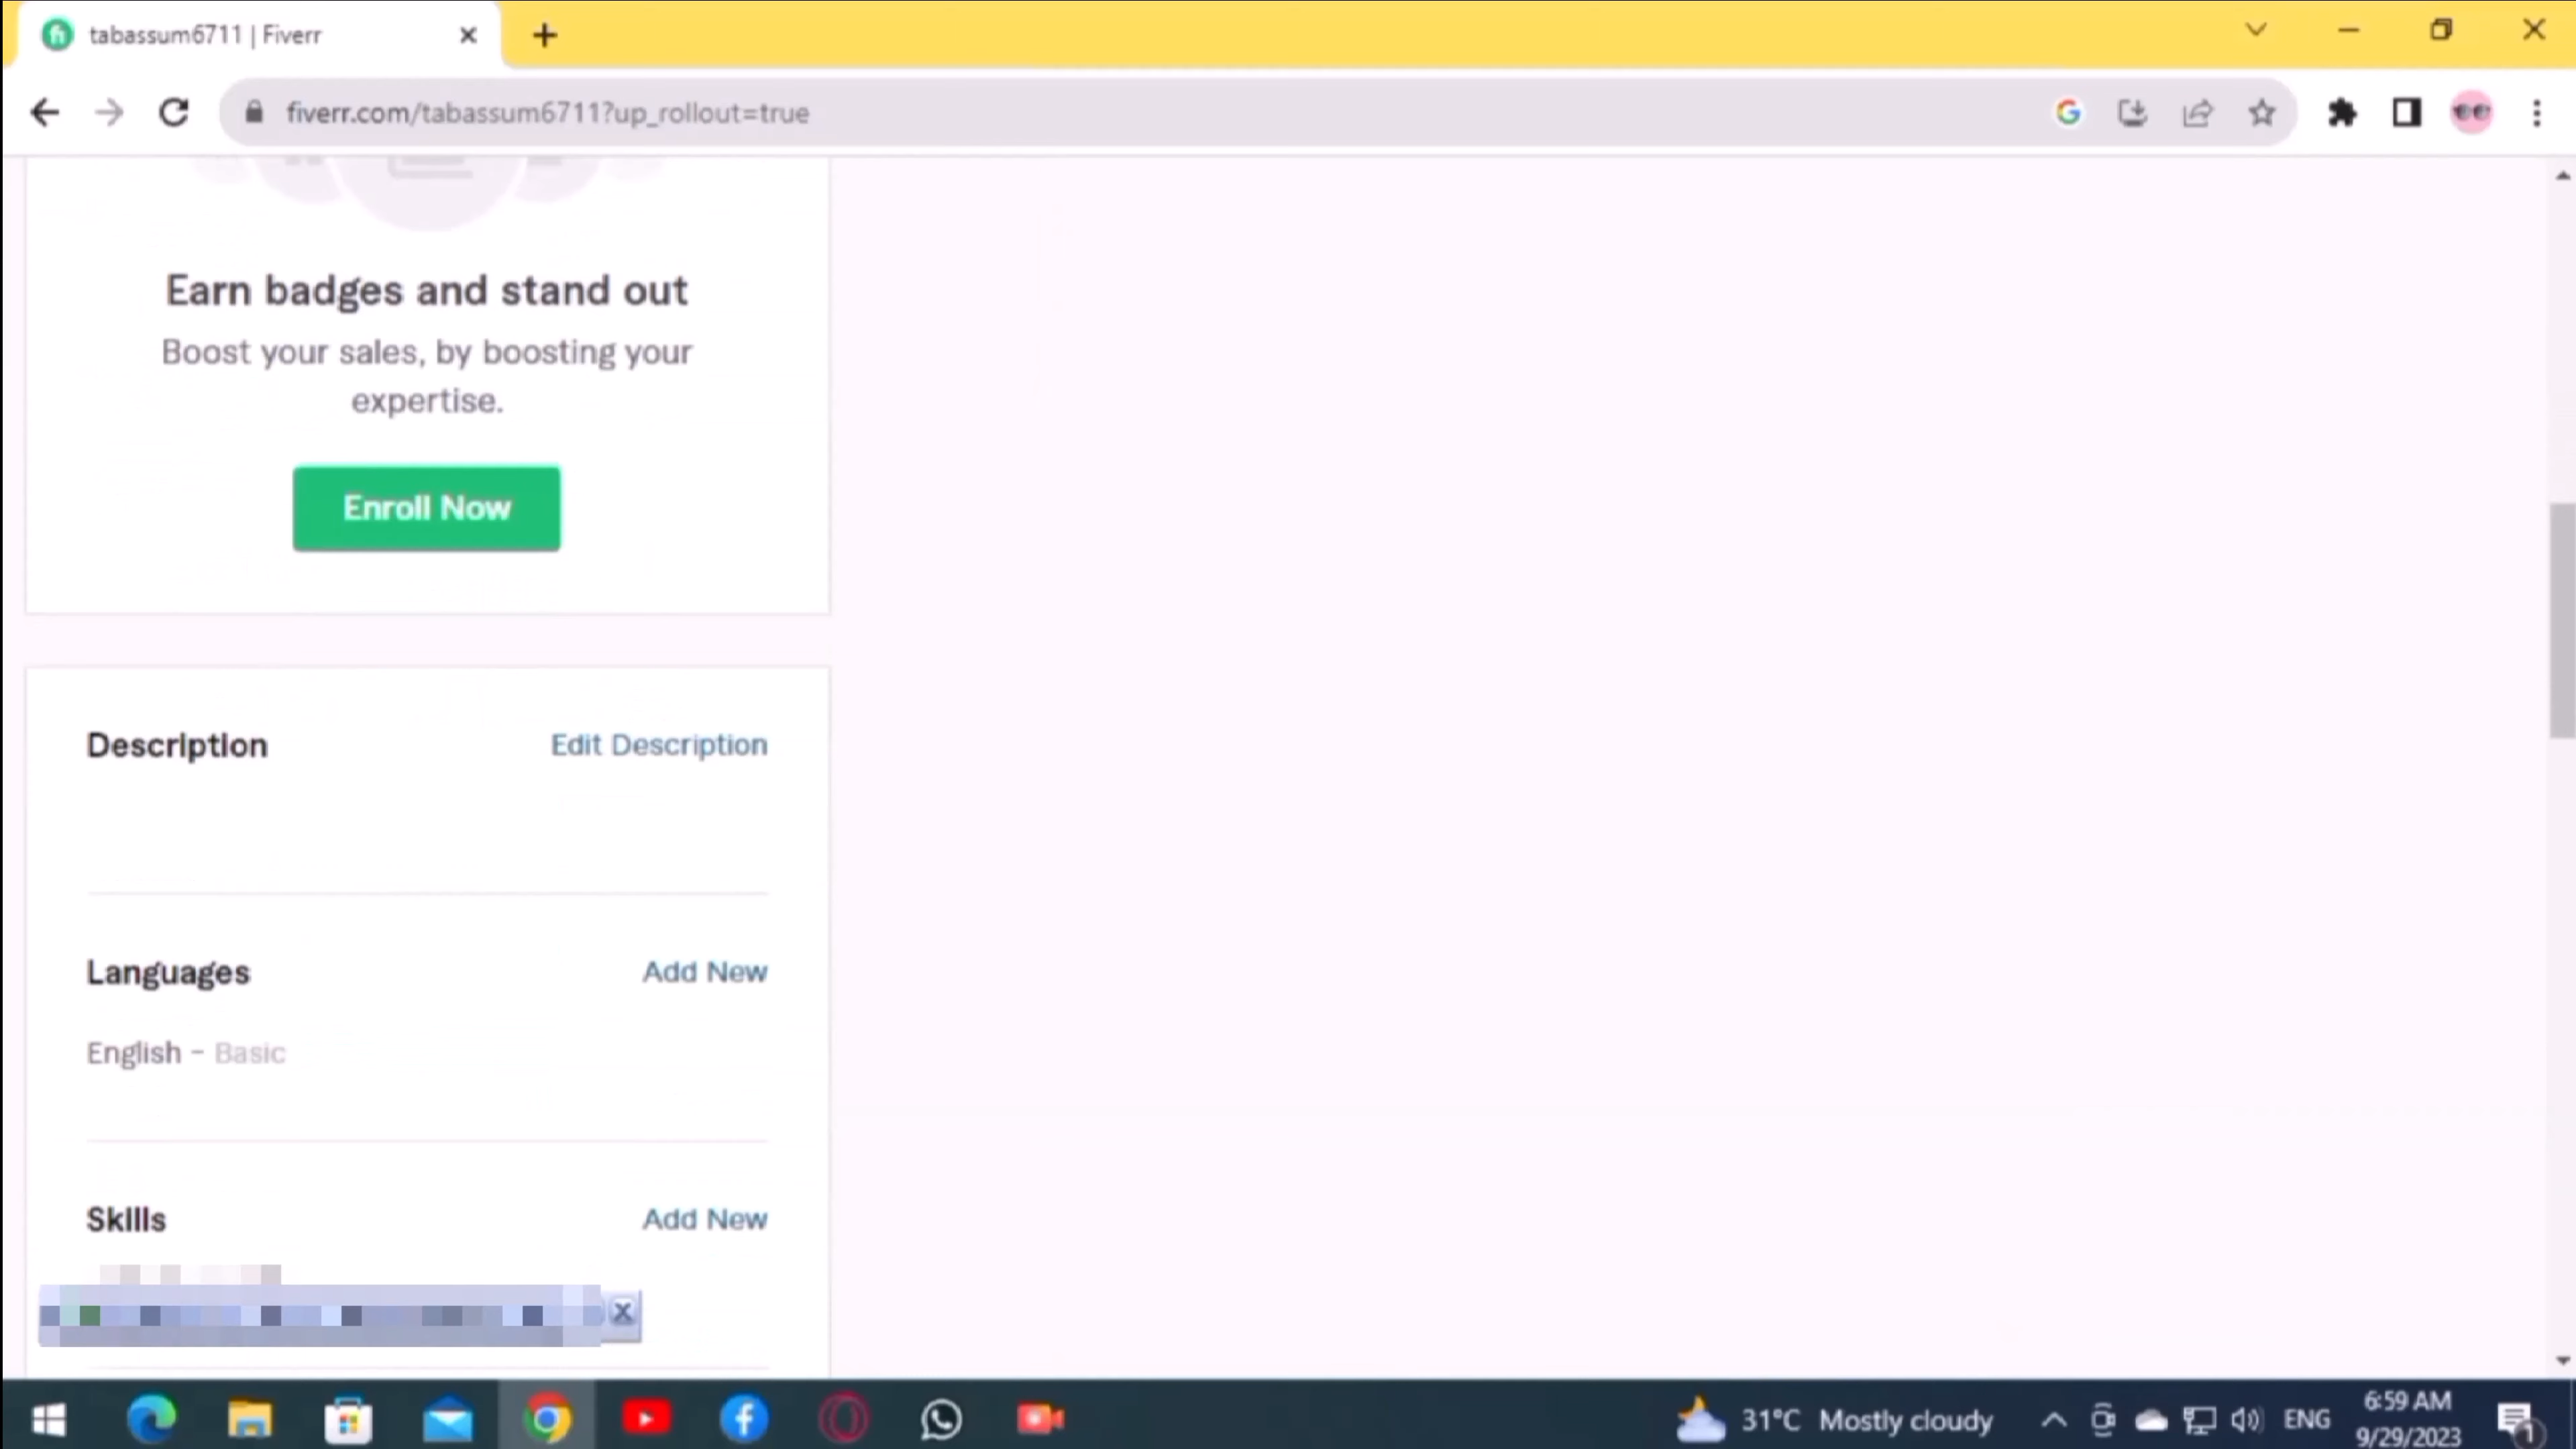 tabassum6711 | Fiverr
fiverr.com/tabassum6711?up_rollout=true
Earn badges and stand out
Boost your sales, by boosting your
expertise.
Enroll Now
Description Edit Description
Languages Add New
English - Basic
Skills Add New
31°C Mostly cloudy
ENG
6:59 AM
9/29/2023
1